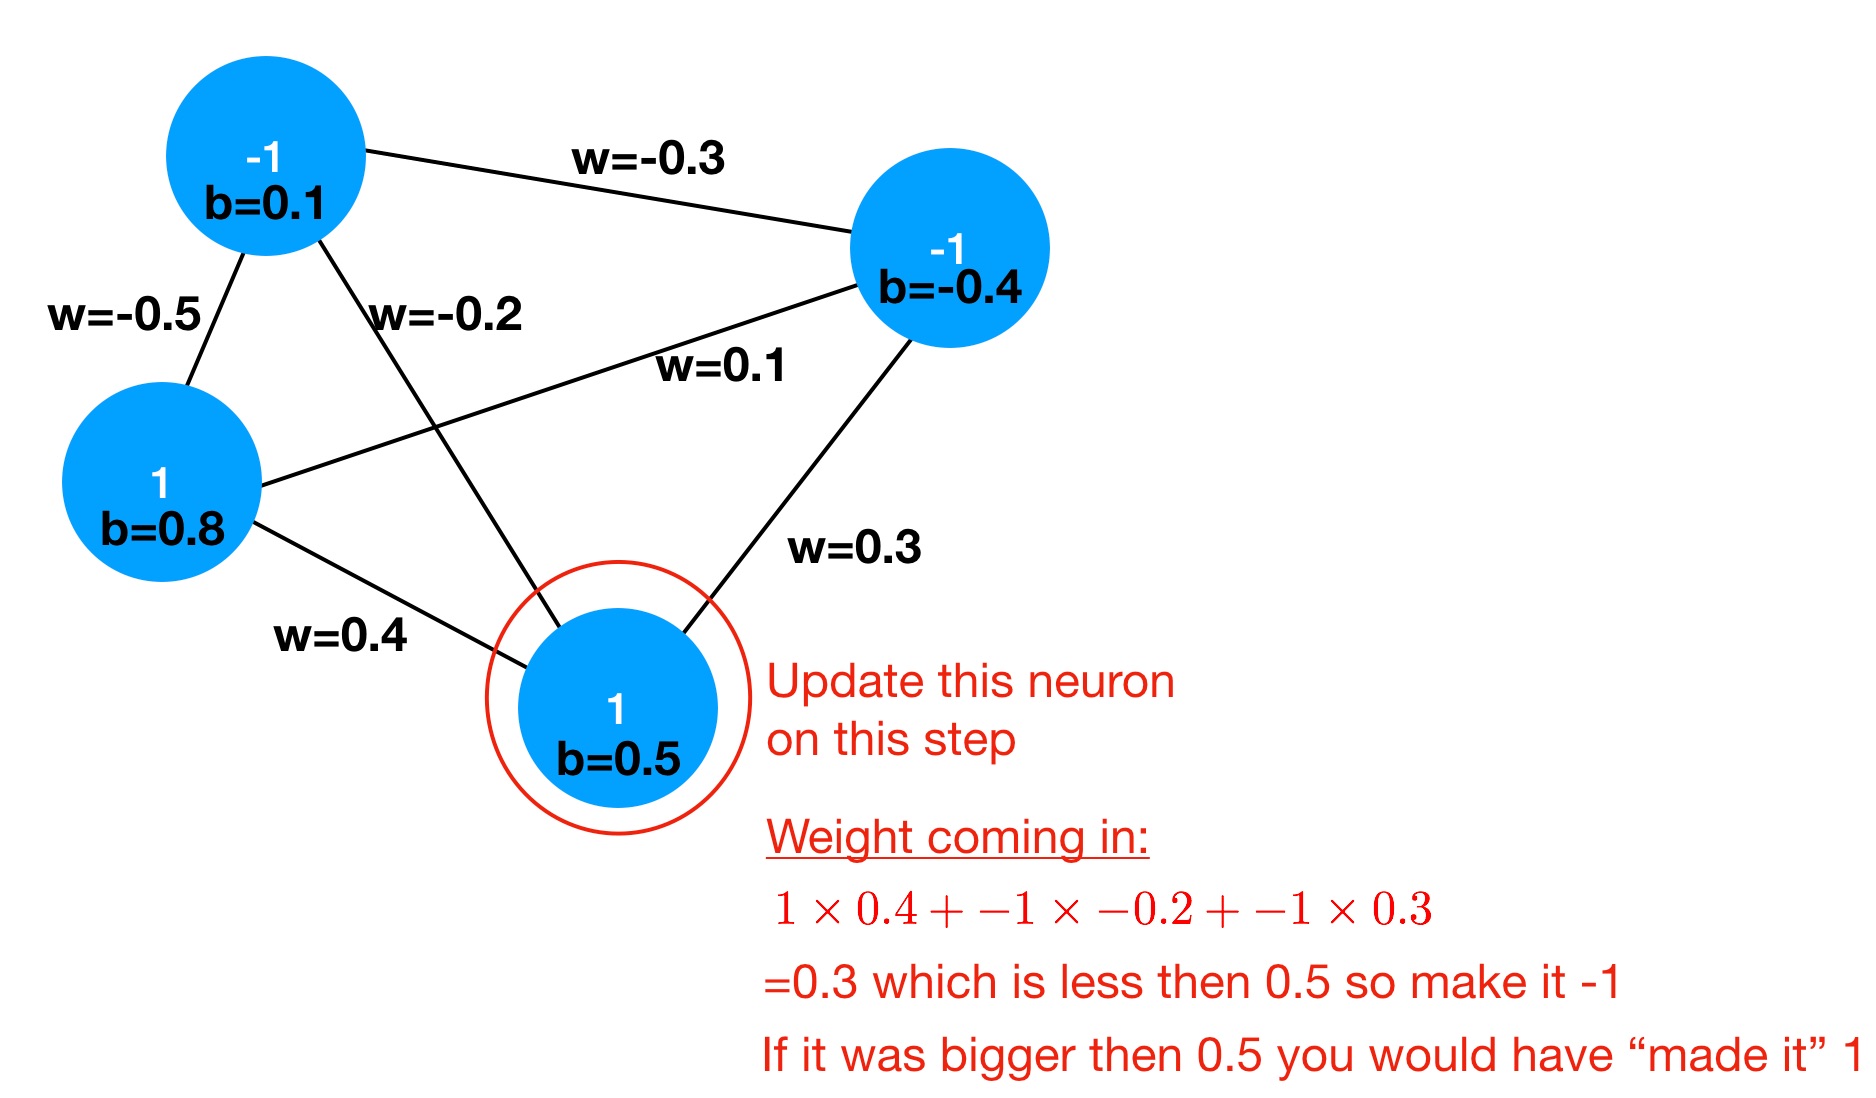 -1
b=0.1
w=-0.3
-1
b=-0.4
w=-0.5
w=-0.2
w=0.1
1
b=0.8
w=0.3
w=0.4
1
b=0.5
Update this neuron
on this step
Weight coming in:
1 × 0.4 + −1 × −0.2 + −1 × 0.3
=0.3 which is less then 0.5 so make it -1
If it was bigger then 0.5 you would have “made it” 1